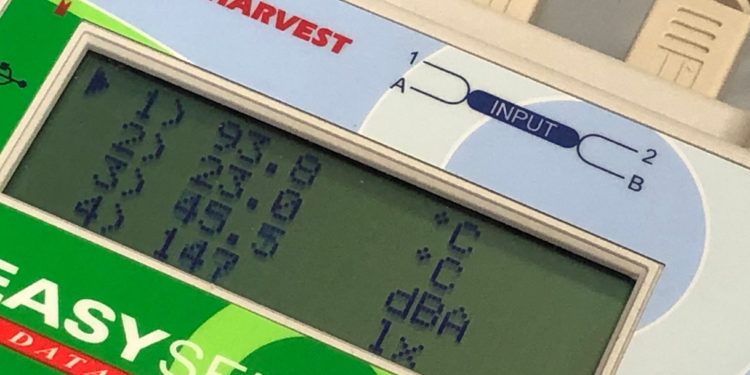 HARVEST
1
A
INPUT
2
B
1) 93.8 °C
2) 23.0 °C
3) 45.5 dBA
4) 147 lx
EASYSE
DATA